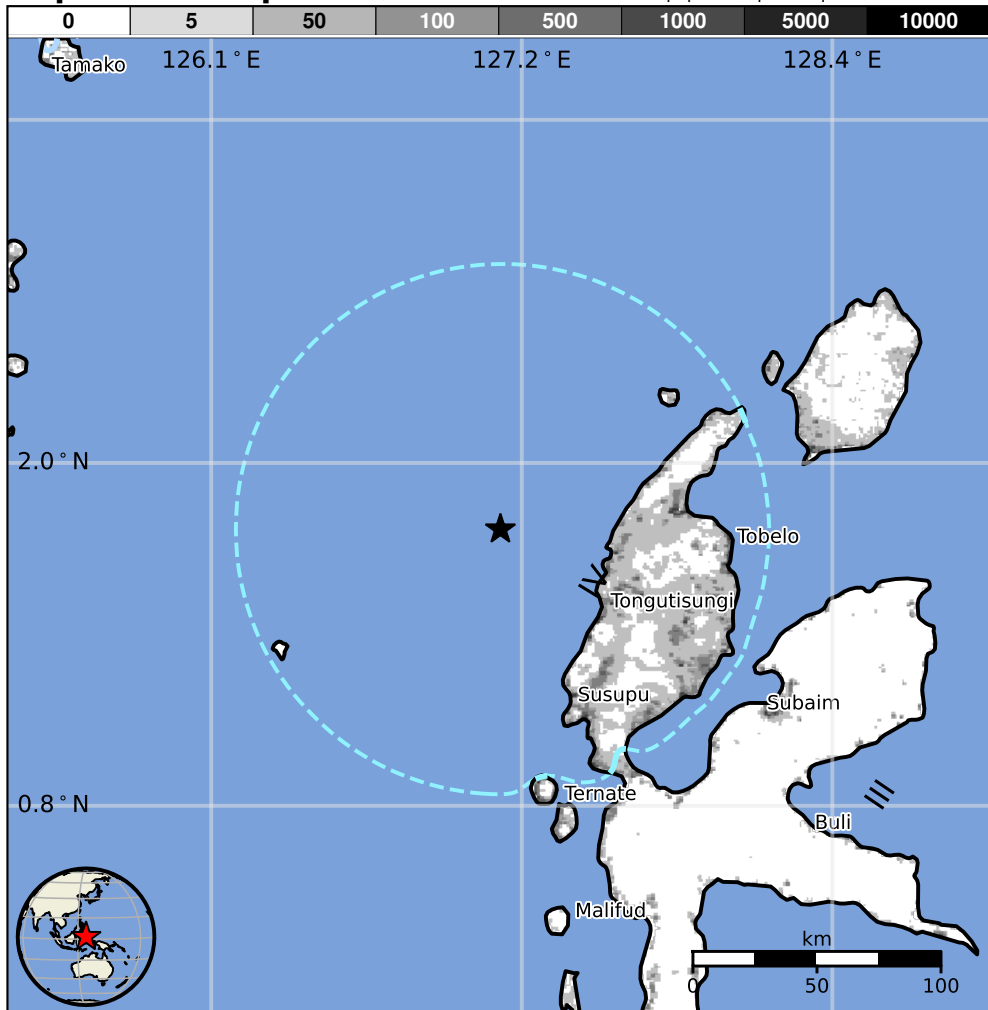 0 5 50 100 500 1000 5000 10000
Tamako
126.1°E 127.2°E 128.4°E
2.0°N
Tobelo
Tongutisungi
Susupu
Subaim
0.8°N
Ternate
Buli
Malifud
km
0 50 100